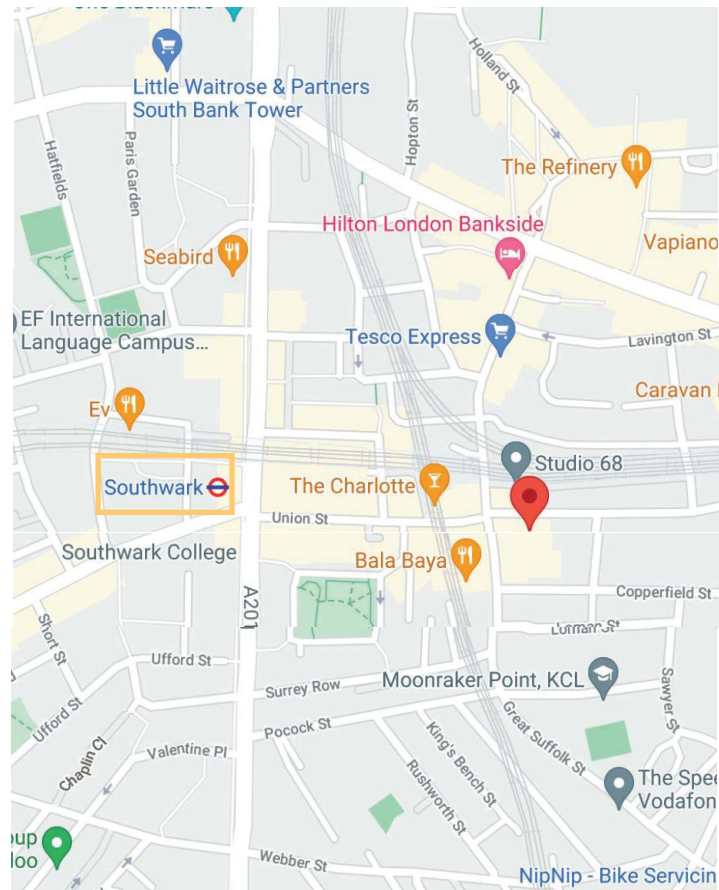 Little Waitrose & Partners
South Bank Tower
Holland St
Hopton St
Hatfields
Paris Garden
The Refinery
Hilton London Bankside
Vapiano
Seabird
EF International
Language Campus...
Tesco Express
Lavington St
Caravan
Ev
Studio 68
Southwark
The Charlotte
Union St
Southwark College
Bala Baya
A201
Copperfield St
Short St
Ufford St
Surrey Row
Moonraker Point, KCL
Sawyer St
Ufford St
Pocock St
Great Suffolk St
Chaplin Cl
Valentine Pl
King's Bench St
Rushworth St
The Spee
Vodafon
oup
loo
Webber St
NipNip - Bike Servicin